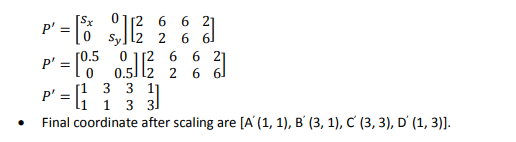 P′ = [s_x 0 0 s_y] [2 6 6 2 2 2 6 6]
P′ = [0.5 0 0 0.5] [2 6 6 2 2 2 6 6]
P′ = [1 3 3 1 1 1 3 3]
• Final coordinate after scaling are [A′ (1, 1), B′ (3, 1), C′ (3, 3), D′ (1, 3)].